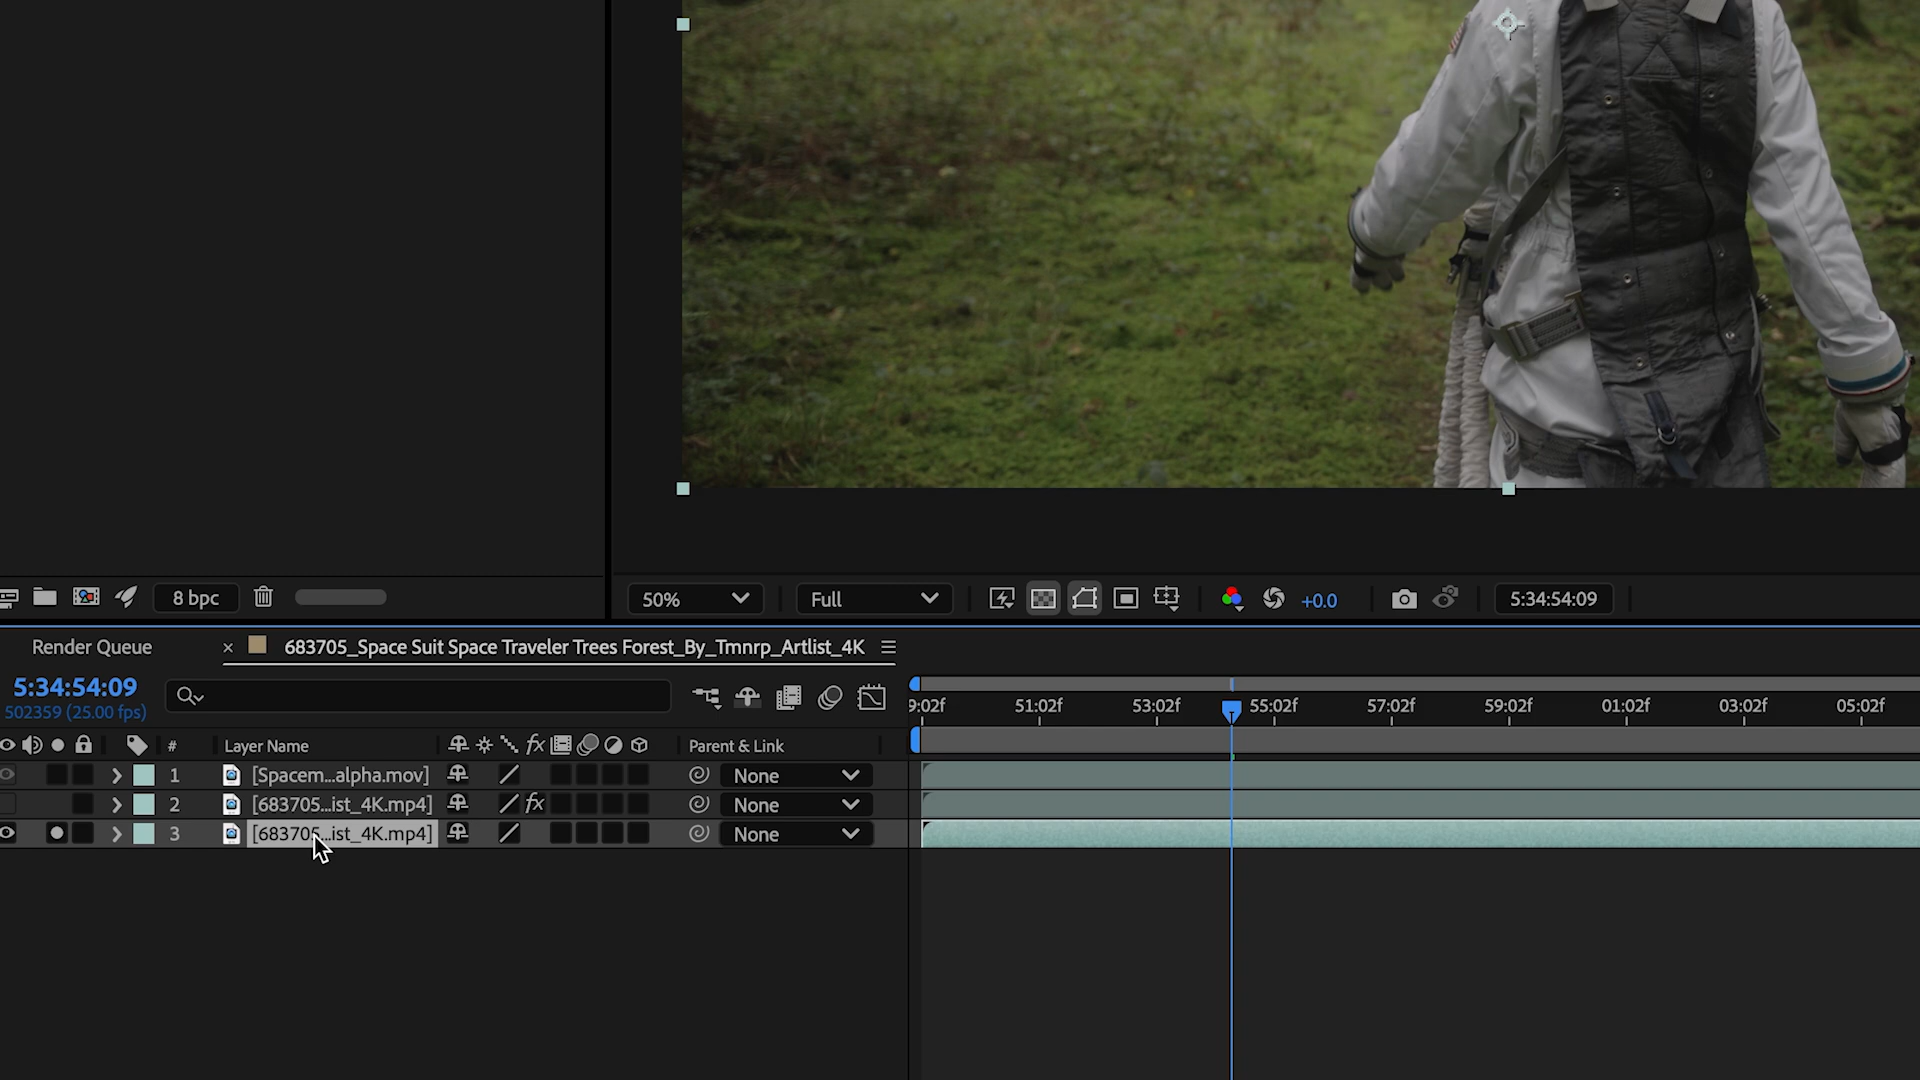 8 bpc
50%
Full
+0.0
5:34:54:09
Render Queue
× 683705_Space Suit Space Traveler Trees Forest_By_Tmnrp_Artlist_4K
5:34:54:09
502359 (25.00 fps)
9:02f 51:02f 53:02f 55:02f 57:02f 59:02f 01:02f 03:02f 05:02f
# Layer Name fx Parent & Link
1 [Spacem...alpha.mov] None
2 [683705...ist_4K.mp4] fx None
3 [683705...ist_4K.mp4] None